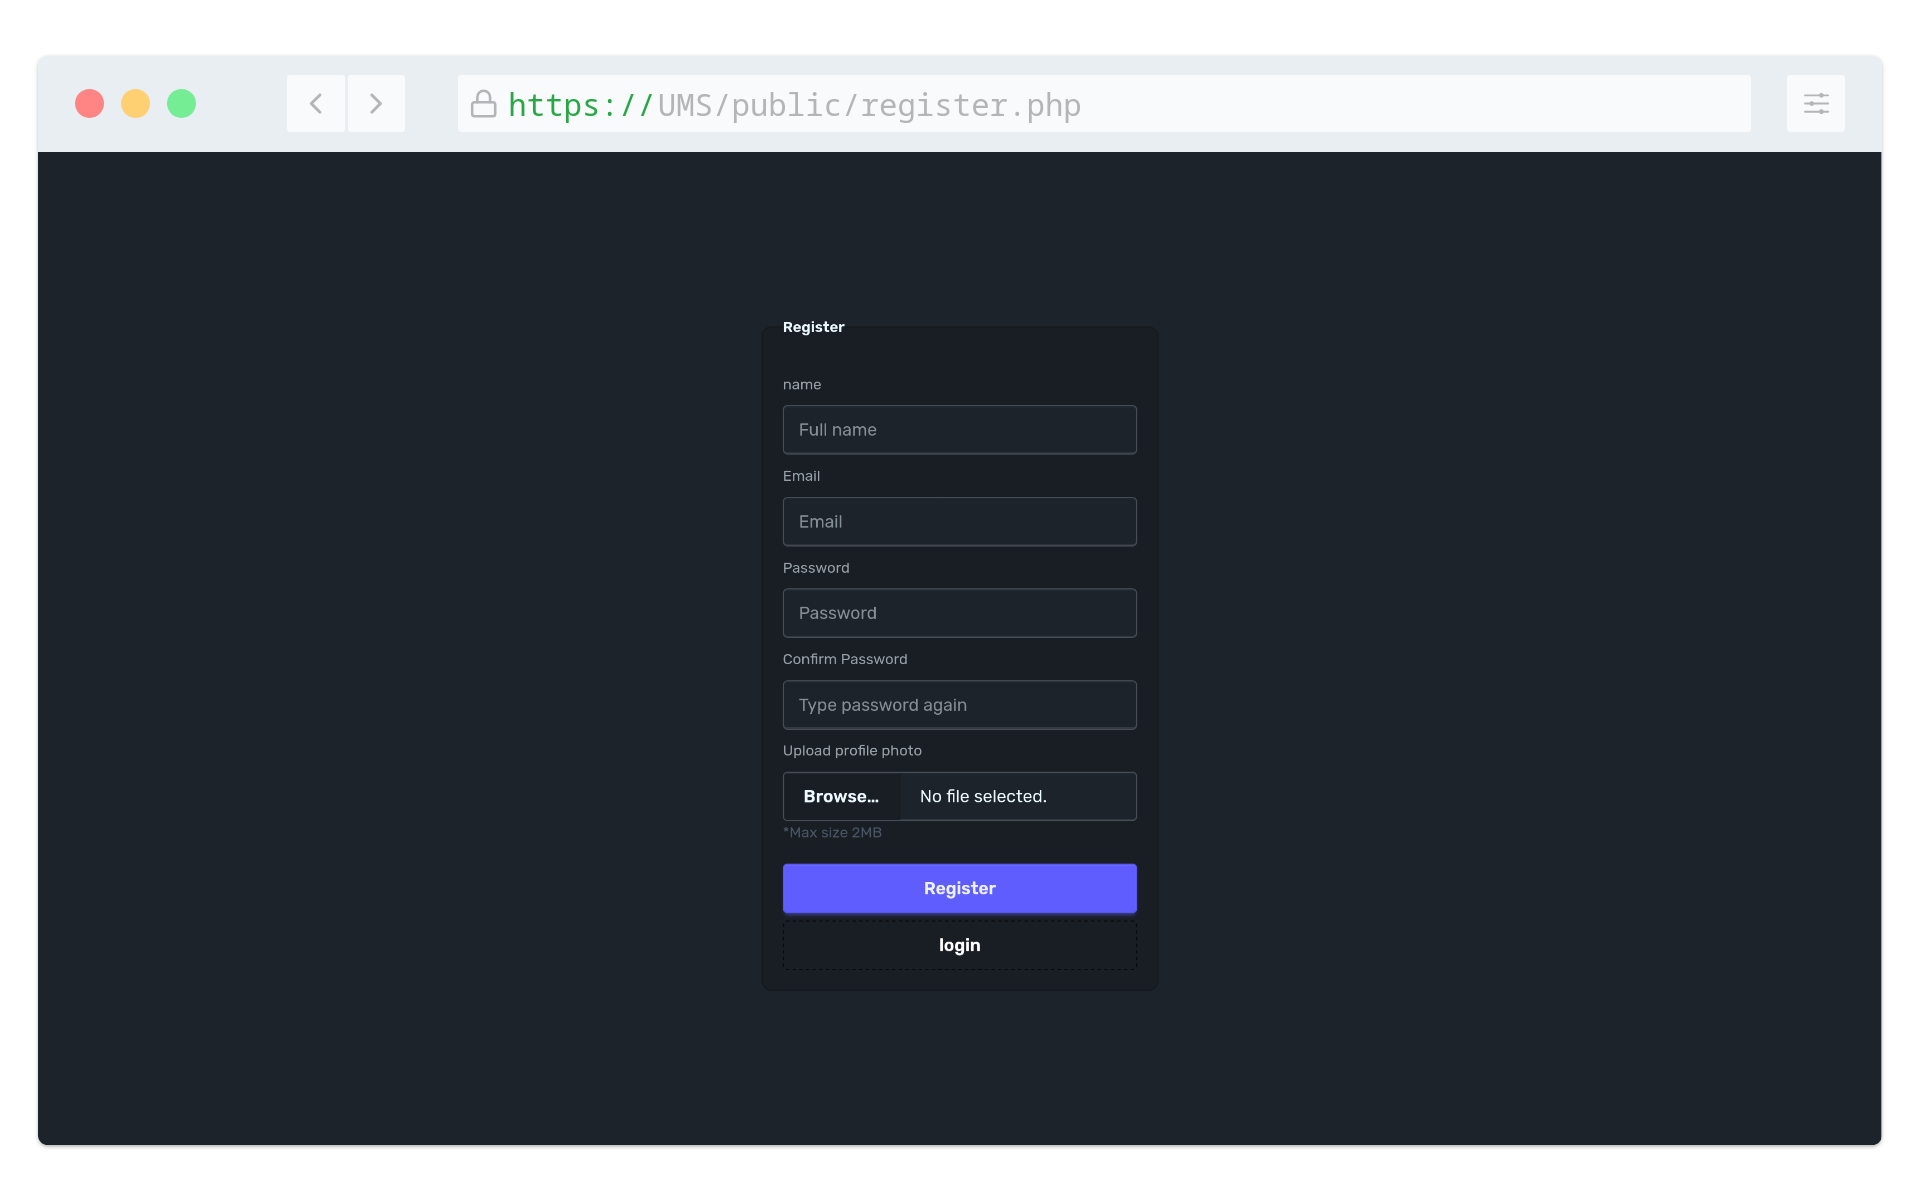 https://UMS/public/register.php
Register
name
Full name
Email
Email
Password
Password
Confirm Password
Type password again
Upload profile photo
Browse... No file selected.
*Max size 2MB
Register
login